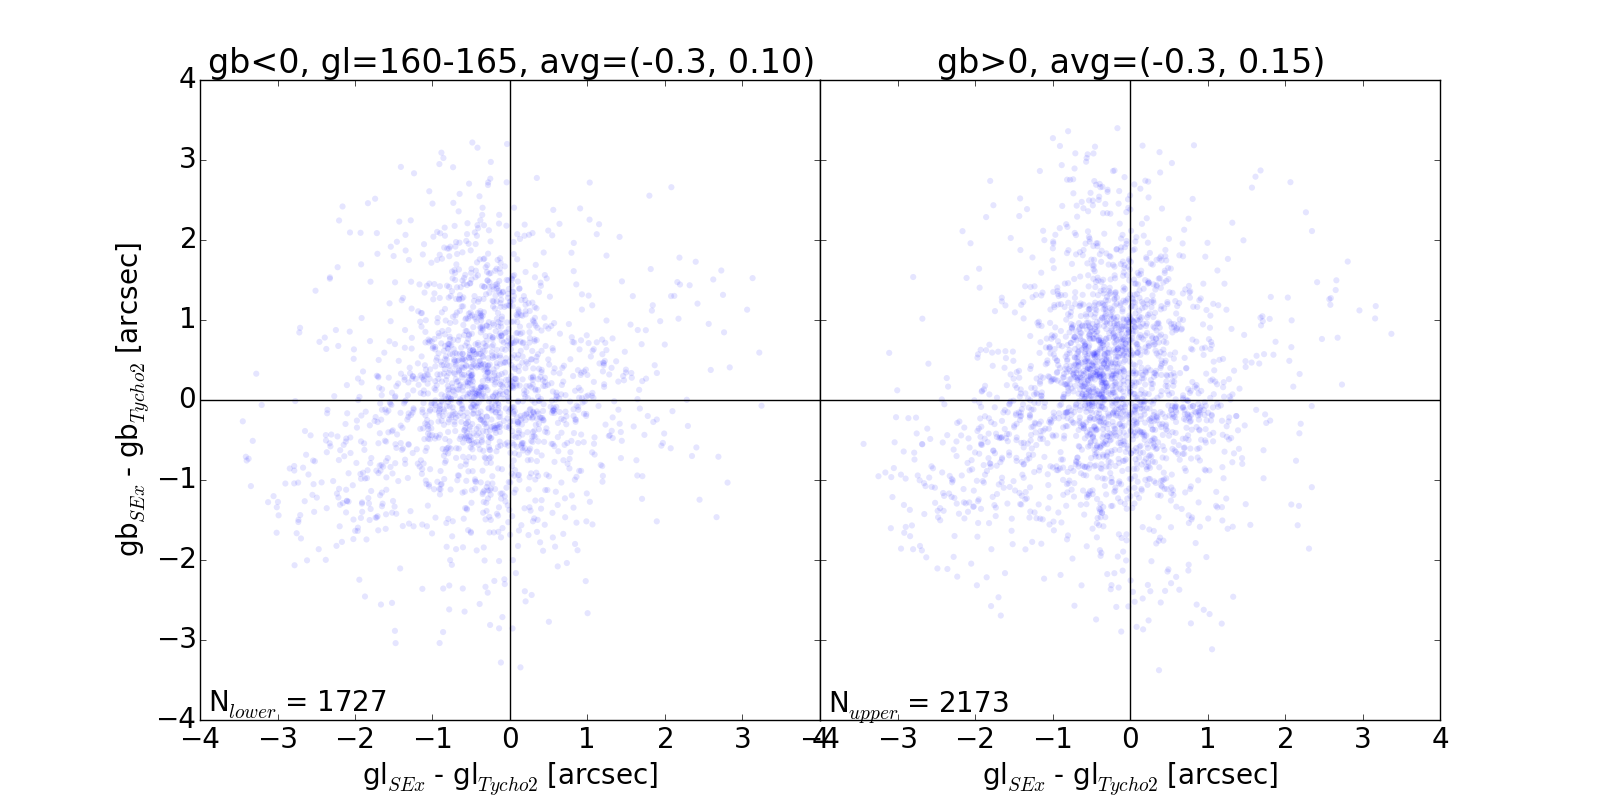 gb<0, gl=160-165, avg=(-0.3, 0.10)
gb>0, avg=(-0.3, 0.15)
4
3
2
1
0
−1
−2
−3
−4
gb_SEx - gb_Tycho2 [arcsec]
N_lower = 1727
N_upper = 2173
−4 −3 −2 −1 0 1 2 3 4
−4 −3 −2 −1 0 1 2 3 4
gl_SEx - gl_Tycho2 [arcsec]
gl_SEx - gl_Tycho2 [arcsec]